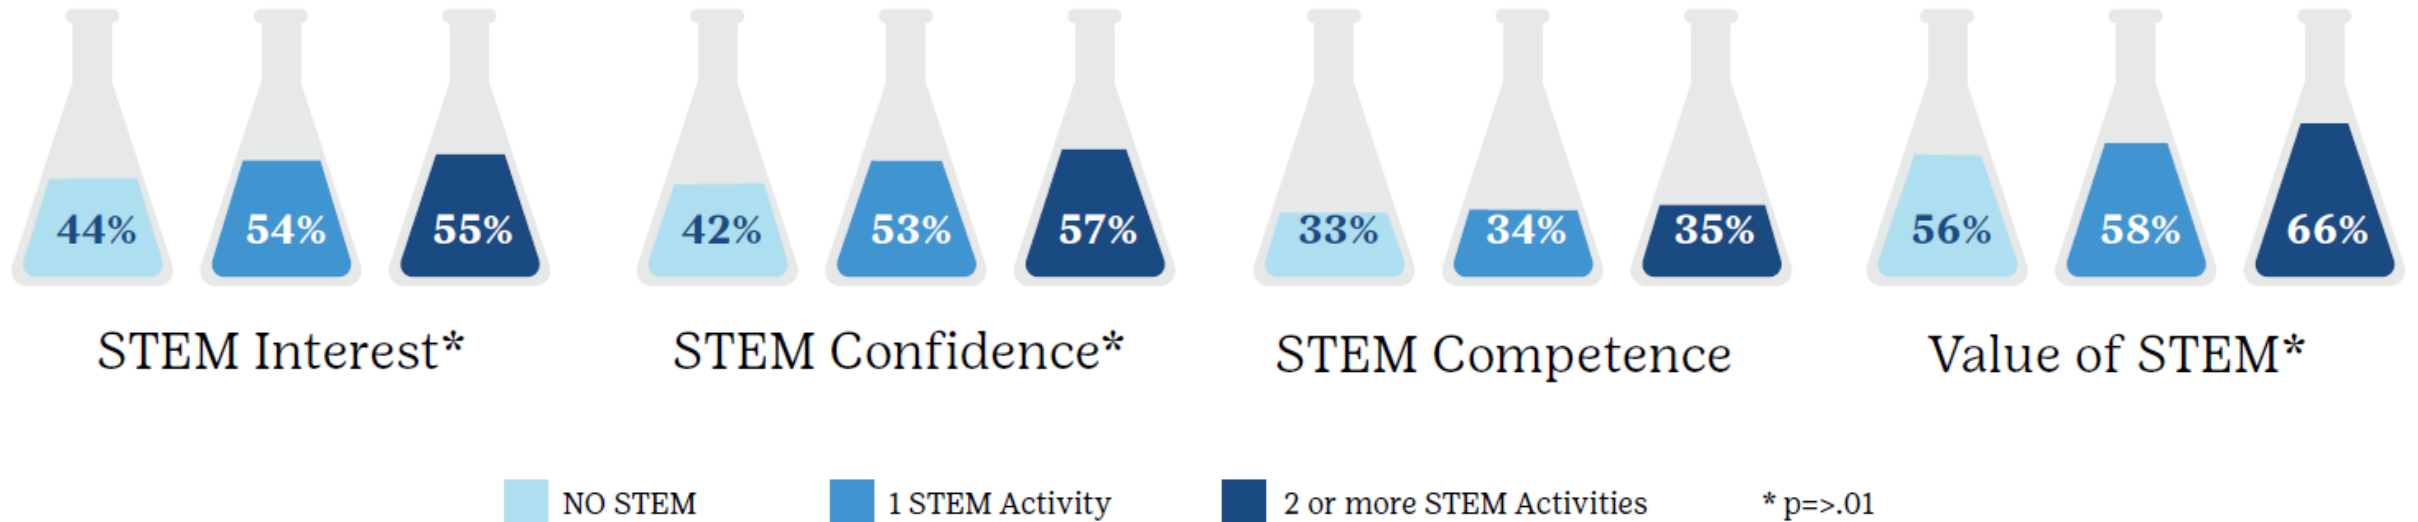 44% 54% 55% 42% 53% 57% 33% 34% 35% 56% 58% 66%
STEM Interest* STEM Confidence* STEM Competence Value of STEM*
NO STEM 1 STEM Activity 2 or more STEM Activities * p=>.01